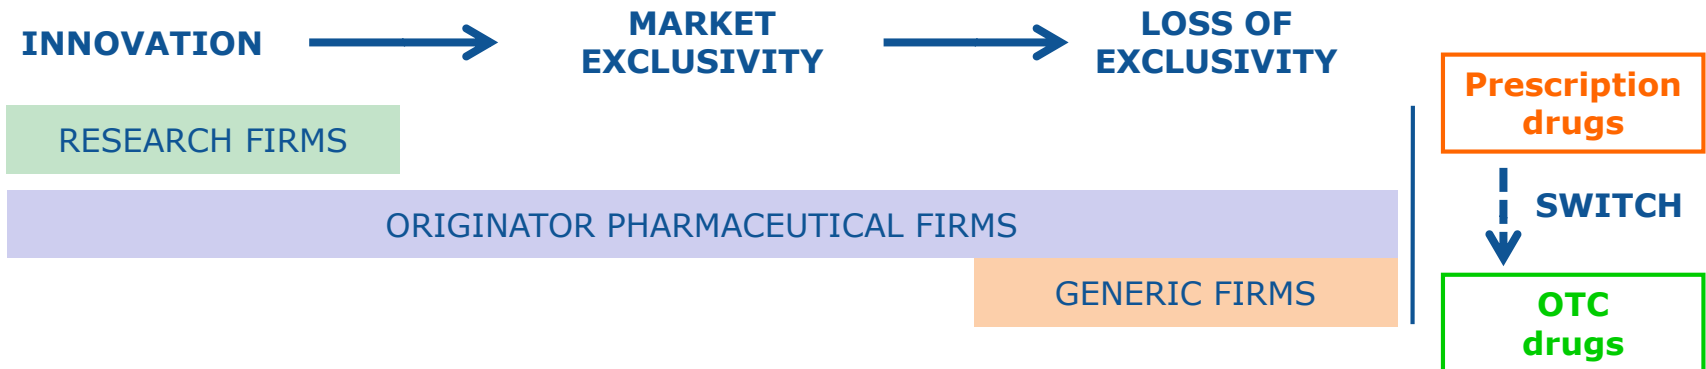 INNOVATION
MARKET
EXCLUSIVITY
LOSS OF
EXCLUSIVITY
RESEARCH FIRMS
ORIGINATOR PHARMACEUTICAL FIRMS
GENERIC FIRMS
Prescription
drugs
SWITCH
OTC
drugs